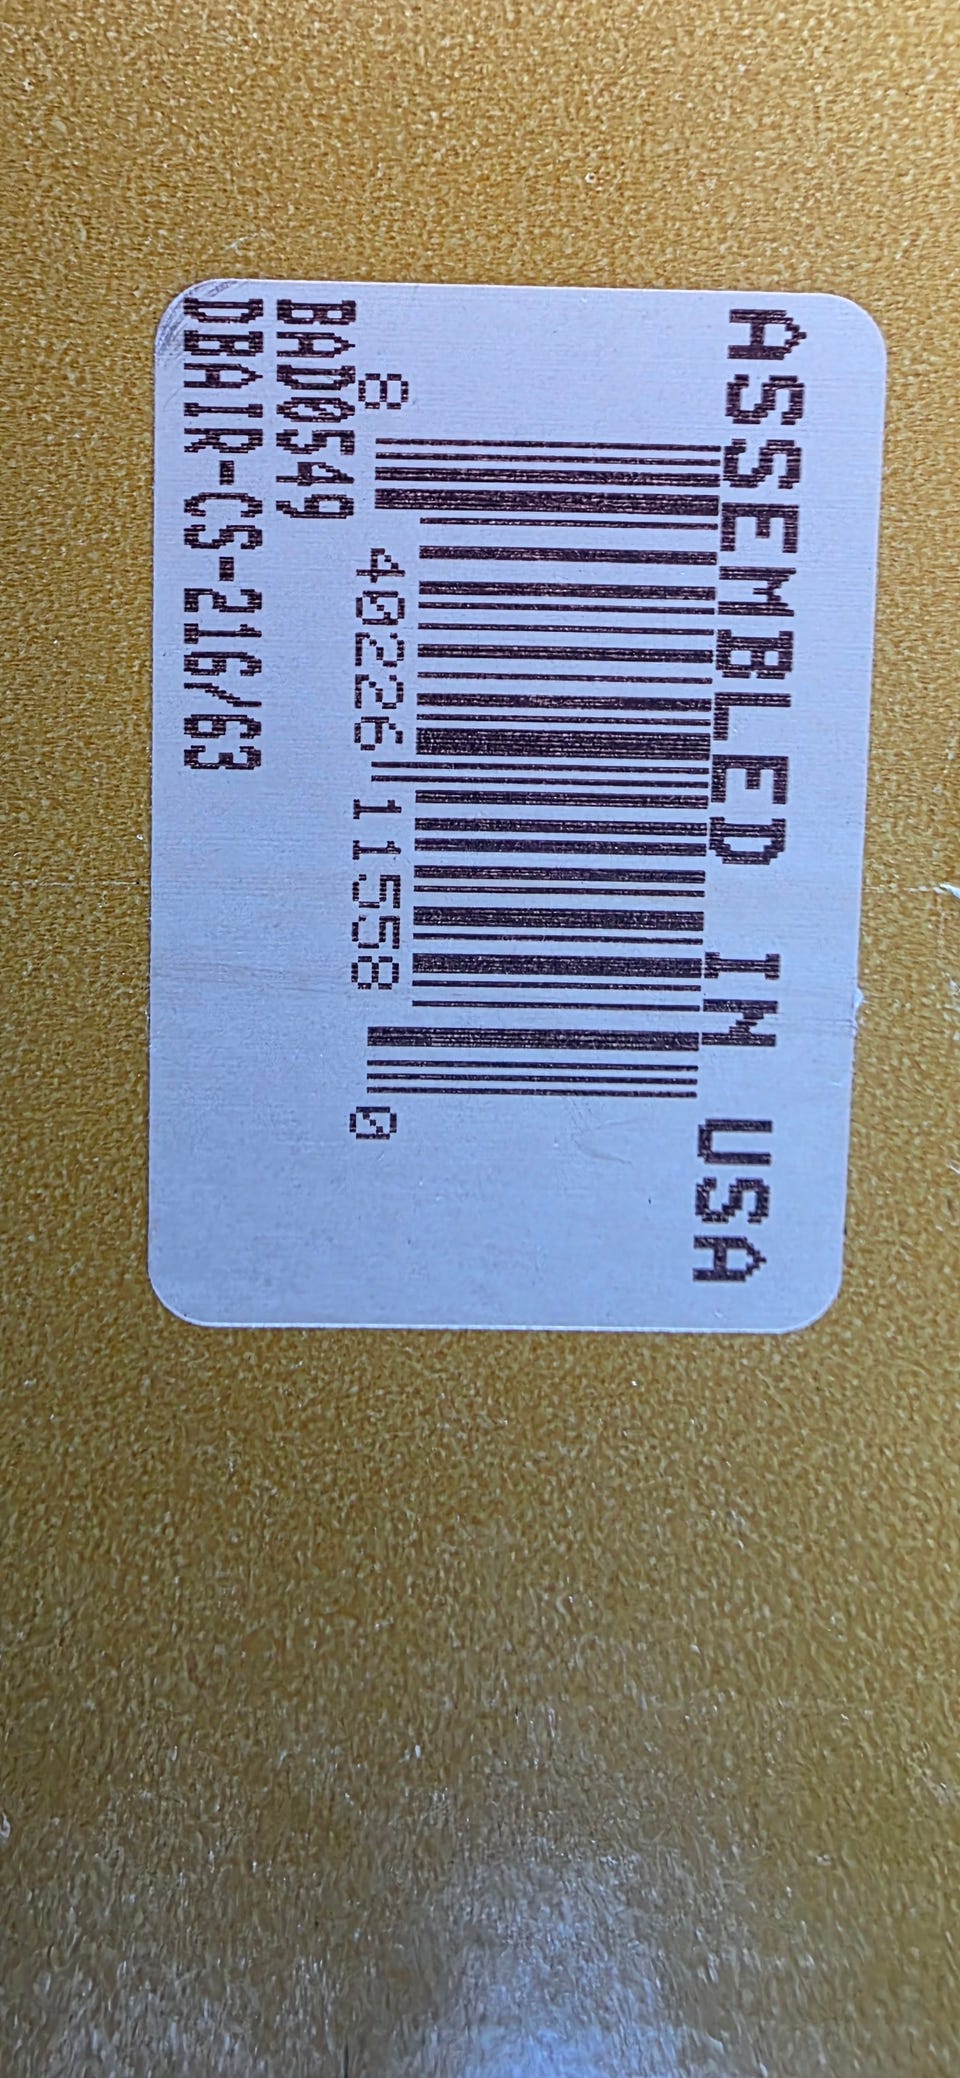 ASSEMBLED IN USA
8 40226 11558 0
BAD0549
DBAIR-CS-216/63